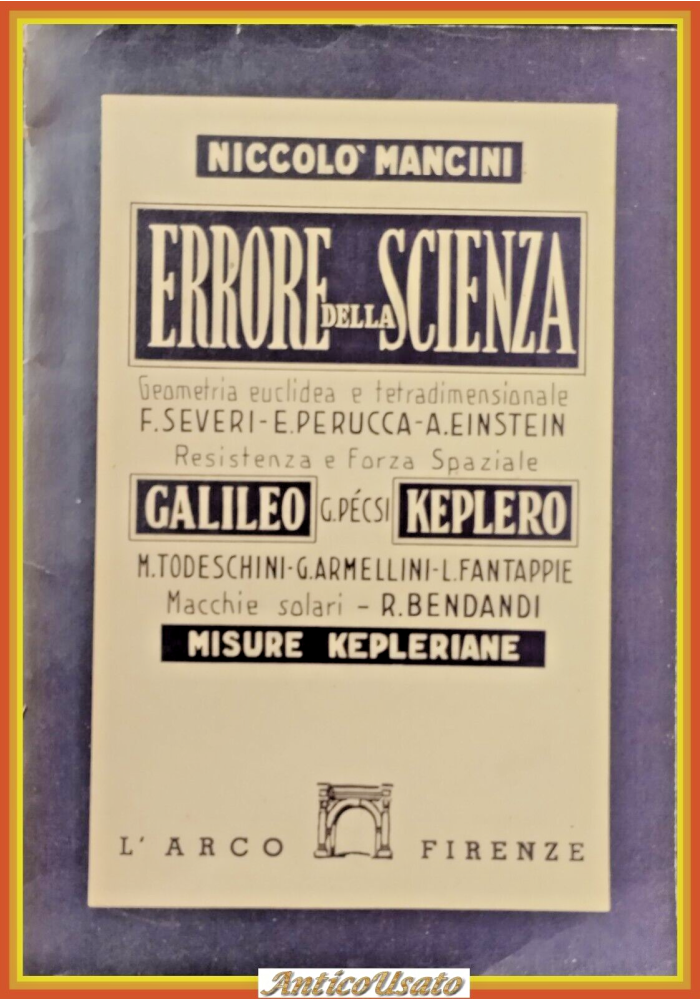 NICCOLO' MANCINI
ERRORE DELLA SCIENZA
Geometria euclidea e tetradimensionale
F. SEVERI - E. PERUCCA - A. EINSTEIN
Resistenza e Forza Spaziale
GALILEO G. PÉCSI KEPLERO
M. TODESCHINI - G. ARMELLINI - L. FANTAPPIE
Macchie solari - R. BENDANDI
MISURE KEPLERIANE
L' ARCO FIRENZE
AnticoUsato